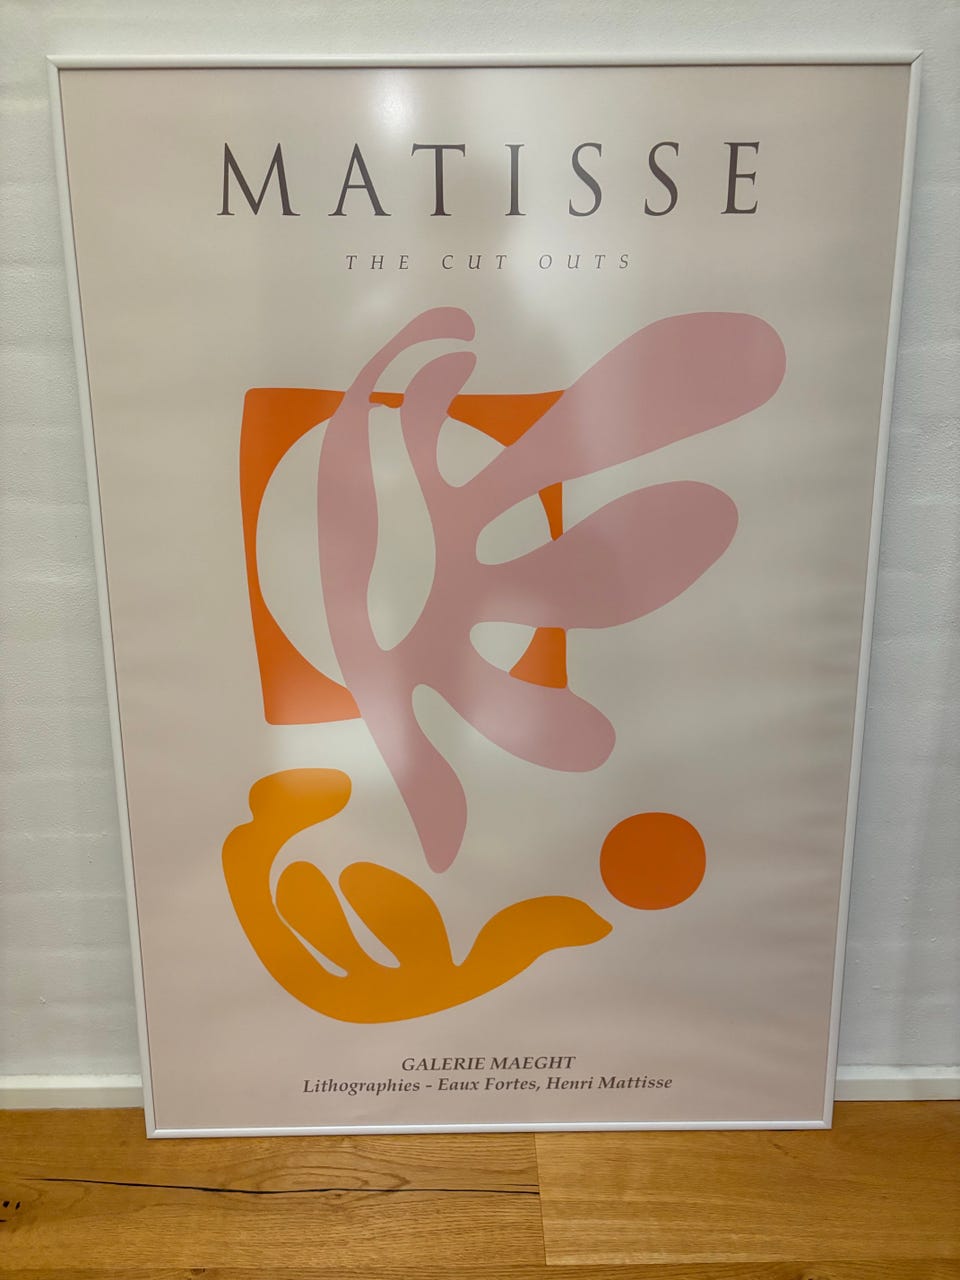 MATISSE
THE CUT OUTS
GALERIE MAEGHT
Lithographies - Eaux Fortes, Henri Mattisse